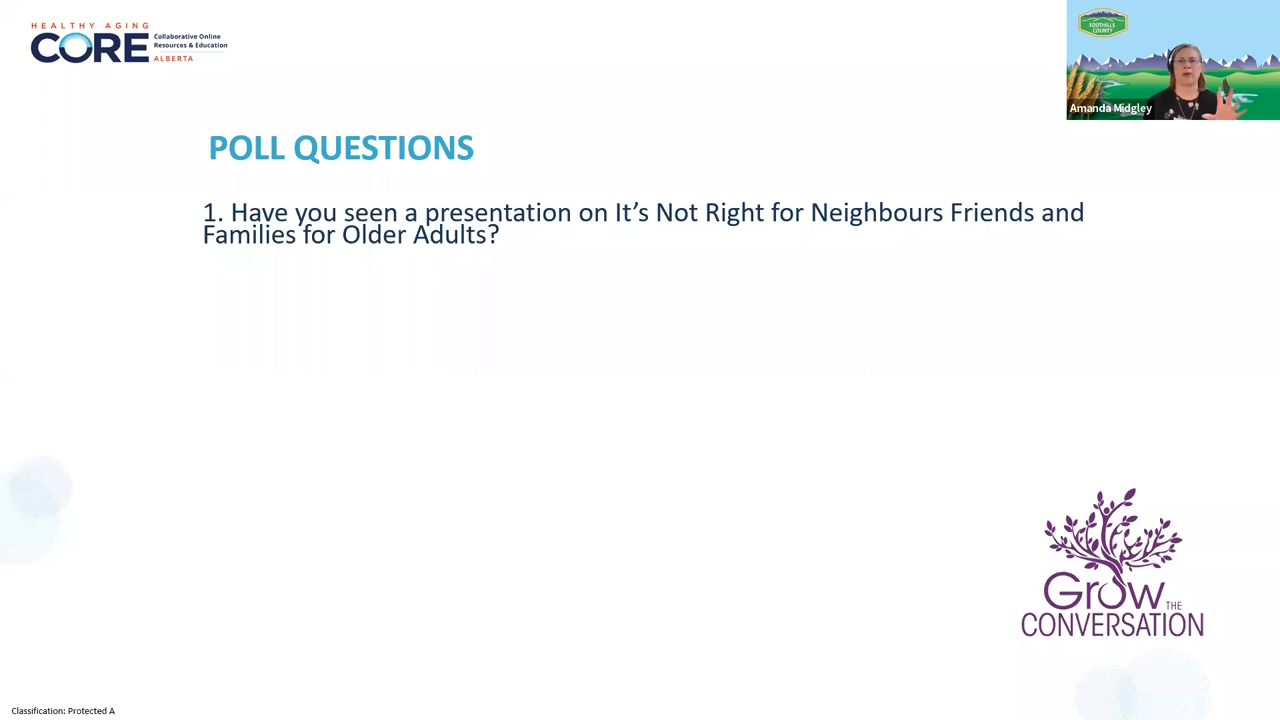 HEALTHY AGING
CORE
Collaborative Online
Resources & Education
ALBERTA
FOOTHILLS
COUNTY
Amanda Midgley
POLL QUESTIONS
1. Have you seen a presentation on It’s Not Right for Neighbours Friends and
Families for Older Adults?
Grow THE
CONVERSATION
Classification: Protected A